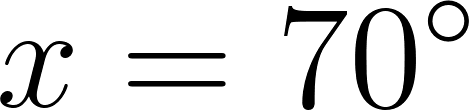 x = 70°